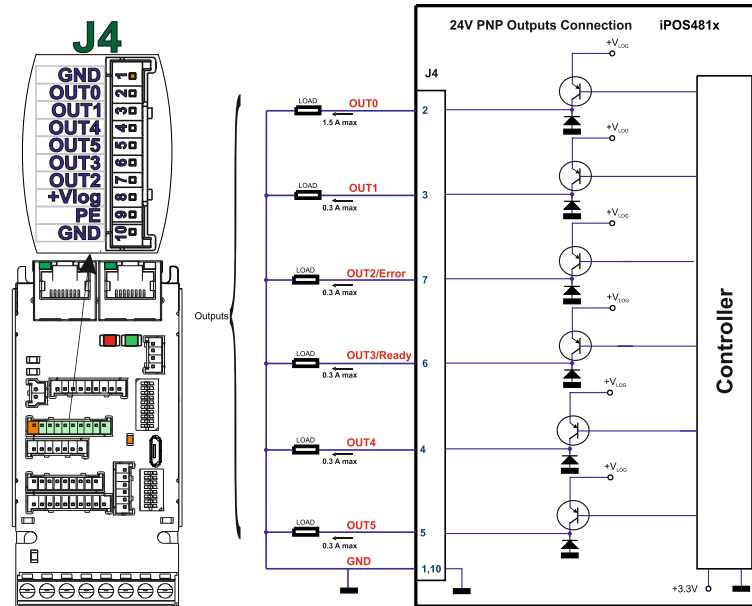 J4
GND 1
OUT0 2
OUT1 3
OUT4 4
OUT5 5
OUT3 6
OUT2 7
+Vlog 8
PE 9
GND 10
Outputs
24V PNP Outputs Connection iPOS481x
J4
+VLOG
LOAD OUT0 2
1.5 A max
+VLOG
LOAD OUT1 3
0.3 A max
+VLOG
LOAD OUT2/Error 7
0.3 A max
+VLOG
LOAD OUT3/Ready 6
0.3 A max
+VLOG
LOAD OUT4 4
0.3 A max
+VLOG
LOAD OUT5 5
0.3 A max
GND 1,10
Controller
+3.3V